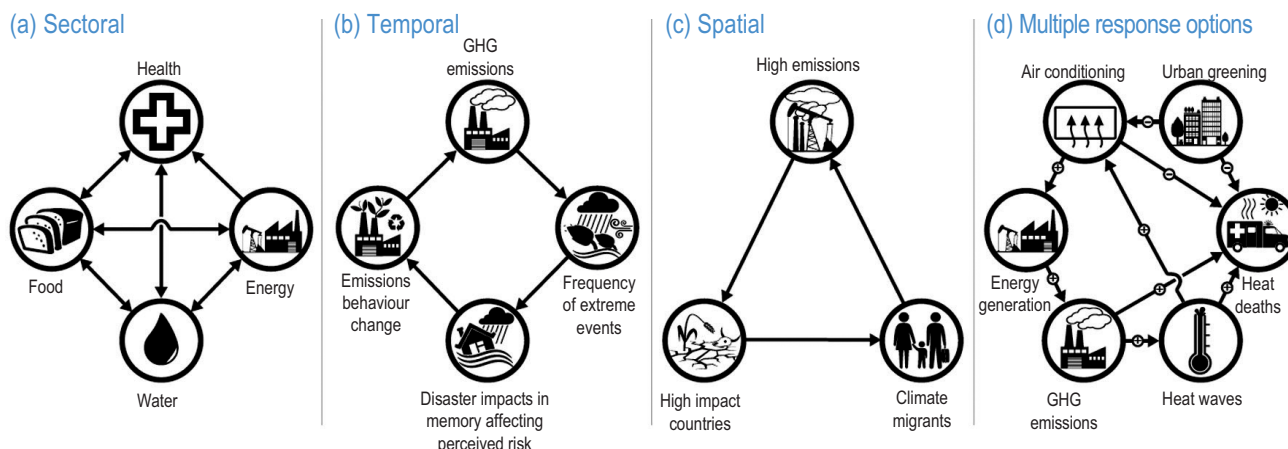 (a) Sectoral
Health
Food
Energy
Water
(b) Temporal
GHG
emissions
Emissions
behaviour
change
Frequency
of extreme
events
Disaster impacts in
memory affecting
perceived risk
(c) Spatial
High emissions
High impact
countries
Climate
migrants
(d) Multiple response options
Air conditioning
Urban greening
Energy
generation
Heat
deaths
GHG
emissions
Heat waves